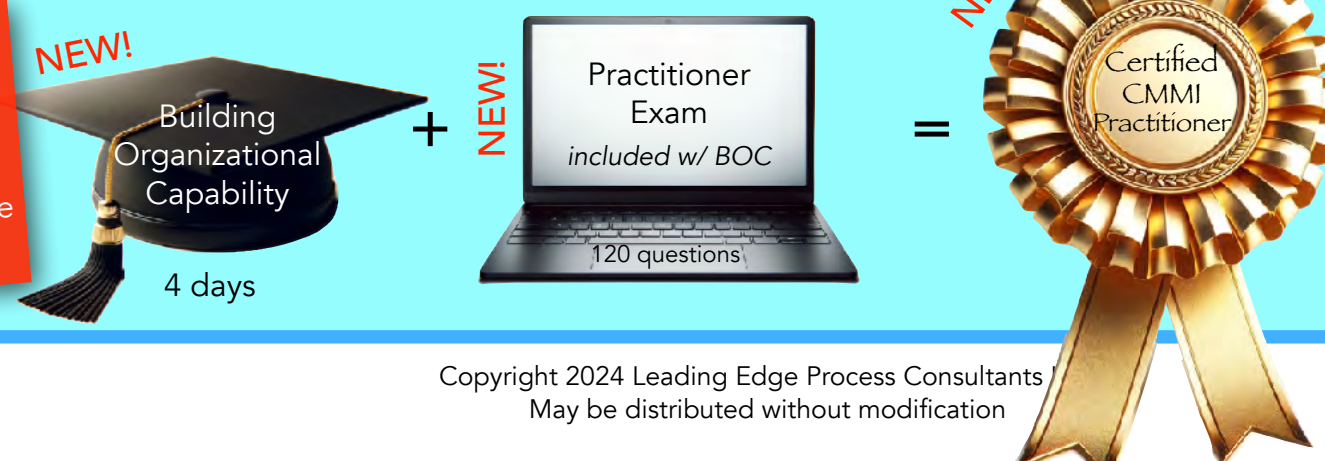 NEW!
Building
Organizational
Capability
4 days
+
NEW!
Practitioner
Exam
included w/ BOC
120 questions
=
Certified
CMMI
Practitioner
Copyright 2024 Leading Edge Process Consultants
May be distributed without modification